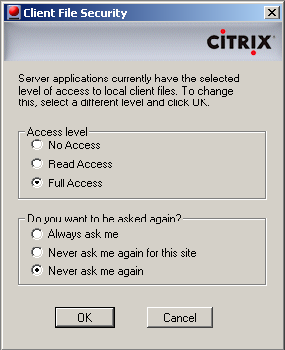 Client File Security
CITRIX
Server applications currently have the selected
level of access to local client files. To change
this, select a different level and click OK.
Access level
No Access
Read Access
Full Access
Do you want to be asked again?
Always ask me
Never ask me again for this site
Never ask me again
OK
Cancel